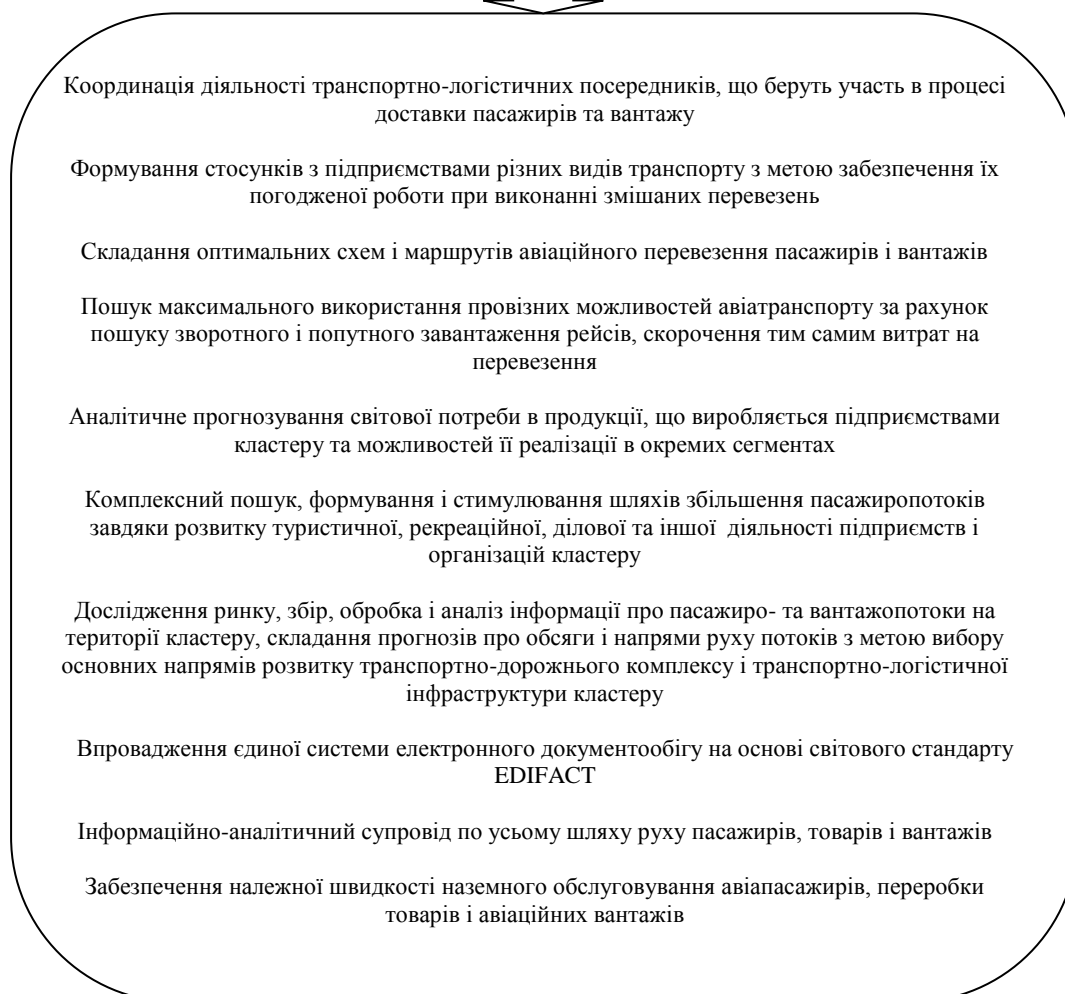 Координація діяльності транспортно-логістичних посередників, що беруть участь в процесі
доставки пасажирів та вантажу
Формування стосунків з підприємствами різних видів транспорту з метою забезпечення їх
погодженої роботи при виконанні змішаних перевезень
Складання оптимальних схем і маршрутів авіаційного перевезення пасажирів і вантажів
Пошук максимального використання провізних можливостей авіатранспорту за рахунок
пошуку зворотного і попутного завантаження рейсів, скорочення тим самим витрат на
перевезення
Аналітичне прогнозування світової потреби в продукції, що виробляється підприємствами
кластеру та можливостей її реалізації в окремих сегментах
Комплексний пошук, формування і стимулювання шляхів збільшення пасажиропотоків
завдяки розвитку туристичної, рекреаційної, ділової та іншої діяльності підприємств і
організацій кластеру
Дослідження ринку, збір, обробка і аналіз інформації про пасажиро- та вантажопотоки на
території кластеру, складання прогнозів про обсяги і напрями руху потоків з метою вибору
основних напрямів розвитку транспортно-дорожнього комплексу і транспортно-логістичної
інфраструктури кластеру
Впровадження єдиної системи електронного документообігу на основі світового стандарту
EDIFACT
Інформаційно-аналітичний супровід по усьому шляху руху пасажирів, товарів і вантажів
Забезпечення належної швидкості наземного обслуговування авіапасажирів, переробки
товарів і авіаційних вантажів